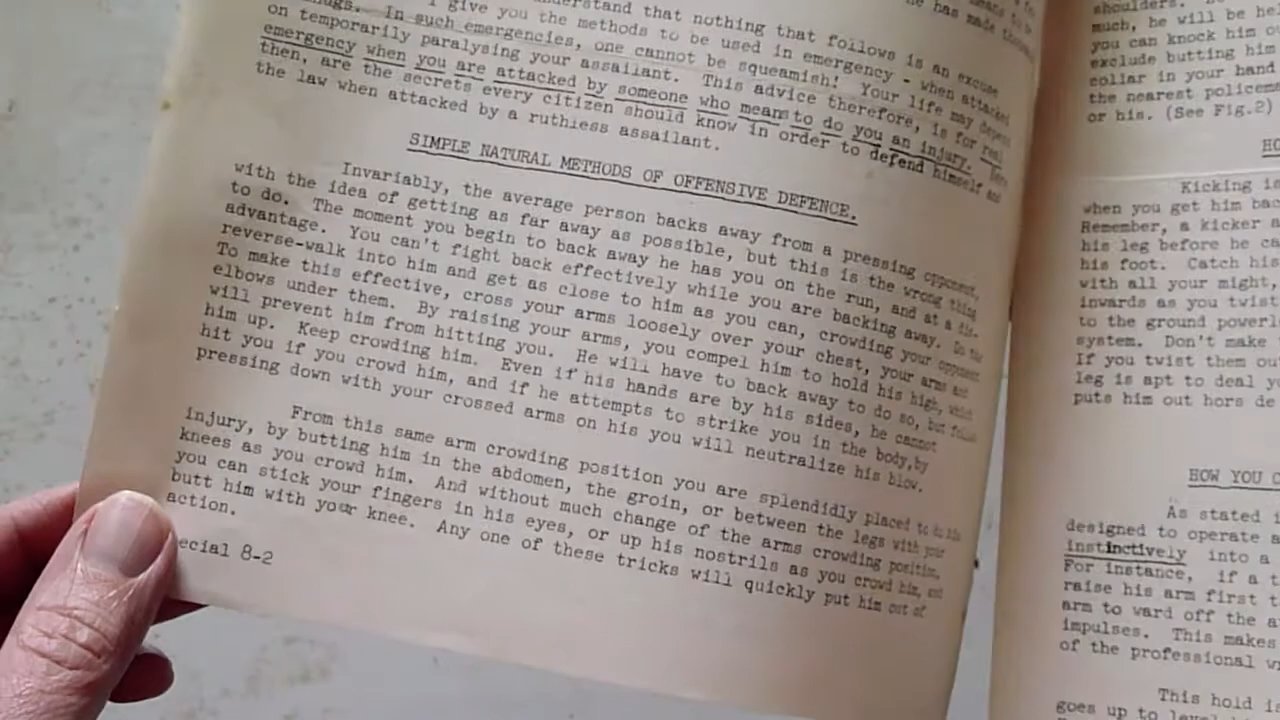 understand that nothing that follows is an excuse
I give you the methods to be used in emergency - when attacked
thugs. In such emergencies, one cannot be squeamish! Your life may depend
on temporarily paralysing your assailant. This advice therefore, is for real
emergency when you are attacked by someone who means to do you an injury. Here
then, are the secrets every citizen should know in order to defend himself and
the law when attacked by a ruthless assailant.
SIMPLE NATURAL METHODS OF OFFENSIVE DEFENCE.
Invariably, the average person backs away from a pressing opponent,
with the idea of getting as far away as possible, but this is the wrong thing
to do. The moment you begin to back away he has you on the run, and at a dis-
advantage. You can't fight back effectively while you are backing away. Do the
reverse-walk into him and get as close to him as you can, crowding your opponent
To make this effective, cross your arms loosely over your chest, your arms and
elbows under them. By raising your arms, you compel him to hold his high, which
will prevent him from hitting you. He will have to back away to do so, but follow
him up. Keep crowding him. Even if his hands are by his sides, he cannot
hit you if you crowd him, and if he attempts to strike you in the body,by
pressing down with your crossed arms on his you will neutralize his blow.
From this same arm crowding position you are splendidly placed to do him
injury, by butting him in the abdomen, the groin, or between the legs with your
knees as you crowd him. And without much change of the arms crowding position,
you can stick your fingers in his eyes, or up his nostrils as you crowd him, and
butt him with your knee. Any one of these tricks will quickly put him out of
action.
ecial 8-2
shoulders.
much, he will be he
you can knock him o
exclude butting him
collar in your hand
the nearest policem
or his. (See Fig.2)
HO
Kicking i
when you get him bac
Remember, a kicker a
his leg before he ca
his foot. Catch his
with all your might,
inwards as you twist
to the ground powerl
system. Don't make
If you twist them ou
leg is apt to deal y
puts him out hors de
HOW YOU C
As stated i
designed to operate a
instinctively into a
For instance, if a t
raise his arm first t
arm to ward off the a
impulses. This makes
of the professional w
This hold is
goes up to leve